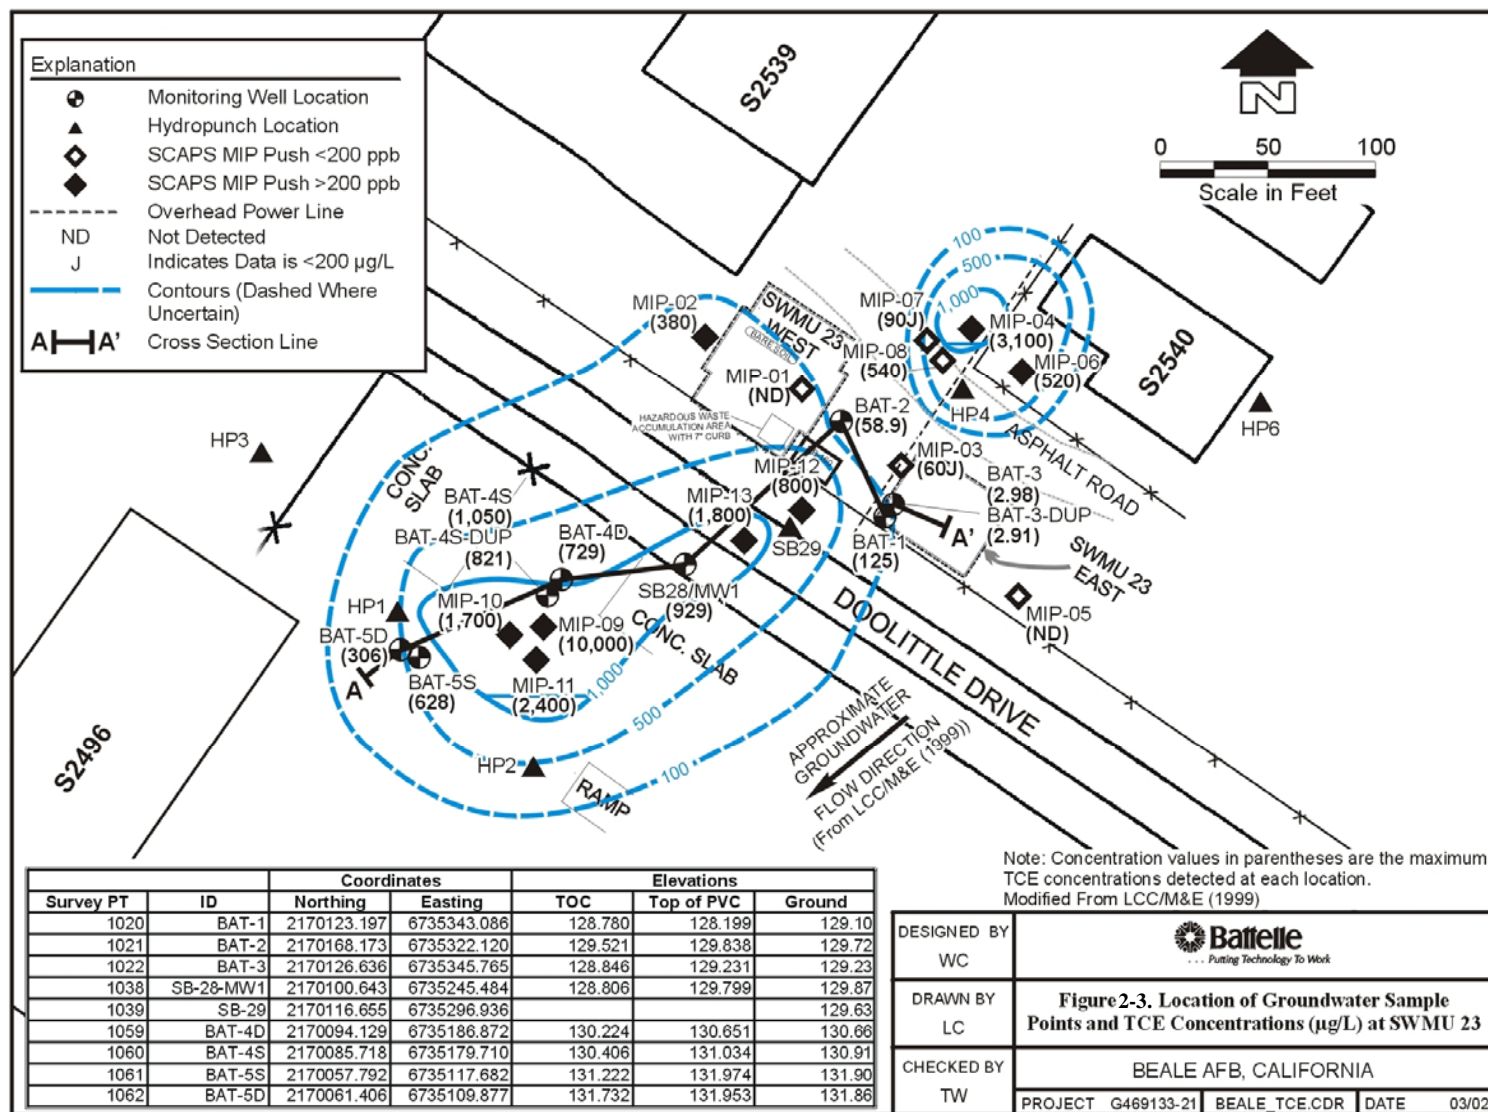 Explanation
Monitoring Well Location
Hydropunch Location
SCAPS MIP Push <200 ppb
SCAPS MIP Push >200 ppb
Overhead Power Line
ND Not Detected
J Indicates Data is <200 µg/L
Contours (Dashed Where
Uncertain)
A A' Cross Section Line
S2539
N
0 50 100
Scale in Feet
100
500
1,000
MIP-07
(90J)
MIP-04
(3,100)
MIP-08
(540)
MIP-06
(520)
HP4
S2540
HP6
MIP-02
(380)
SWMU 23
WEST
BARE SOIL
MIP-01
(ND)
HAZARDOUS WASTE
ACCUMULATION AREA
WITH 7" CURB
BAT-2
(58.9)
ASPHALT ROAD
MIP-03
(60J)
BAT-3
(2.98)
BAT-3-DUP
(2.91)
A'
BAT-1
(125)
SWMU 23
EAST
MIP-05
(ND)
HP3
CONC.
SLAB
MIP-12
(800)
MIP-13
(1,800)
SB29
BAT-4S
(1,050)
BAT-4S-DUP
(821)
BAT-4D
(729)
SB28/MW1
(929)
HP1
MIP-10
(1,700)
MIP-09
(10,000)
CONC. SLAB
BAT-5D
(306)
A
BAT-5S
(628)
MIP-11
(2,400)
1,000
500
100
HP2
RAMP
S2496
DOOLITTLE DRIVE
APPROXIMATE
GROUNDWATER
FLOW DIRECTION
(From LCC/M&E (1999))
Note: Concentration values in parentheses are the maximum
TCE concentrations detected at each location.
Modified From LCC/M&E (1999)
Coordinates Elevations
Survey PT ID Northing Easting TOC Top of PVC Ground
1020 BAT-1 2170123.197 6735343.086 128.780 128.199 129.10
1021 BAT-2 2170168.173 6735322.120 129.521 129.838 129.72
1022 BAT-3 2170126.636 6735345.765 128.846 129.231 129.23
1038 SB-28-MW1 2170100.643 6735245.484 128.806 129.799 129.87
1039 SB-29 2170116.655 6735296.936 129.63
1059 BAT-4D 2170094.129 6735186.872 130.224 130.651 130.66
1060 BAT-4S 2170085.718 6735179.710 130.406 131.034 130.91
1061 BAT-5S 2170057.792 6735117.682 131.222 131.974 131.90
1062 BAT-5D 2170061.406 6735109.877 131.732 131.953 131.86
DESIGNED BY
WC
Battelle
... Putting Technology To Work
DRAWN BY
LC
Figure 2-3. Location of Groundwater Sample
Points and TCE Concentrations (µg/L) at SWMU 23
CHECKED BY
TW
BEALE AFB, CALIFORNIA
PROJECT G469133-21 BEALE_TCE.CDR DATE 03/02